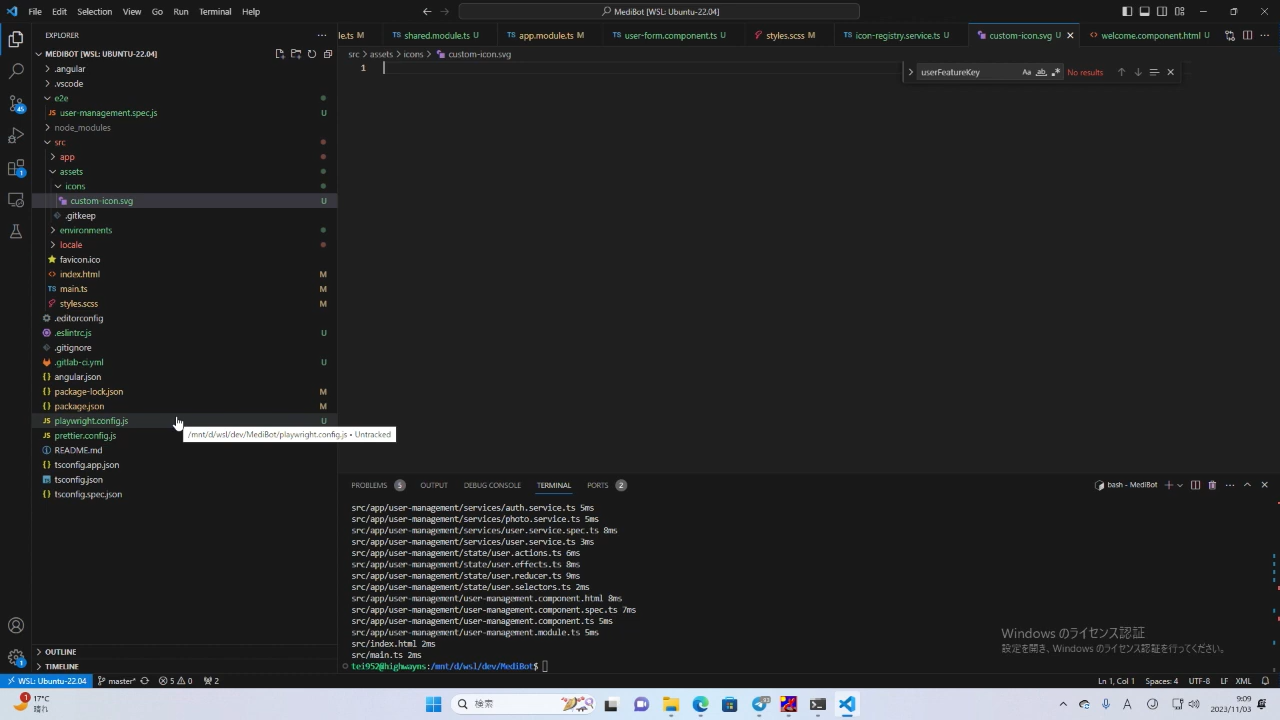 File Edit Selection View Go Run Terminal Help
MediBot [WSL: Ubuntu-22.04]
EXPLORER
MEDIBOT [WSL: UBUNTU-22.04]
.angular
.vscode
e2e
user-management.spec.js U
node_modules
src
app
assets
icons
custom-icon.svg U
.gitkeep
environments
locale
favicon.ico
index.html M
main.ts M
styles.scss M
.editorconfig
.eslintrc.js U
.gitignore
.gitlab-ci.yml U
angular.json
package-lock.json M
package.json M
playwright.config.js U
prettier.config.js
README.md
tsconfig.app.json
tsconfig.json
tsconfig.spec.json
OUTLINE
TIMELINE
/mnt/d/wsl/dev/MediBot/playwright.config.js • Untracked
le.ts M shared.module.ts U app.module.ts M user-form.component.ts U styles.scss M icon-registry.service.ts U custom-icon.svg U welcome.component.html U
src > assets > icons > custom-icon.svg
1
userFeatureKey Aa ab No results
PROBLEMS 5 OUTPUT DEBUG CONSOLE TERMINAL PORTS 2
bash - MediBot
src/app/user-management/services/auth.service.ts 5ms
src/app/user-management/services/photo.service.ts 5ms
src/app/user-management/services/user.service.spec.ts 8ms
src/app/user-management/services/user.service.ts 3ms
src/app/user-management/state/user.actions.ts 6ms
src/app/user-management/state/user.effects.ts 8ms
src/app/user-management/state/user.reducer.ts 9ms
src/app/user-management/state/user.selectors.ts 2ms
src/app/user-management/user-management.component.html 8ms
src/app/user-management/user-management.component.spec.ts 7ms
src/app/user-management/user-management.component.ts 5ms
src/app/user-management/user-management.module.ts 5ms
src/index.html 2ms
src/main.ts 2ms
tei952@highwayns:/mnt/d/wsl/dev/MediBot$
Windows のライセンス認証
設定を開き、Windows のライセンス認証を行ってください。
45
1
1
WSL: Ubuntu-22.04 master* 5 0 2
Ln 1, Col 1 Spaces: 4 UTF-8 LF XML
1
17°C
晴れ
検索
A
9:09
2023/11/03